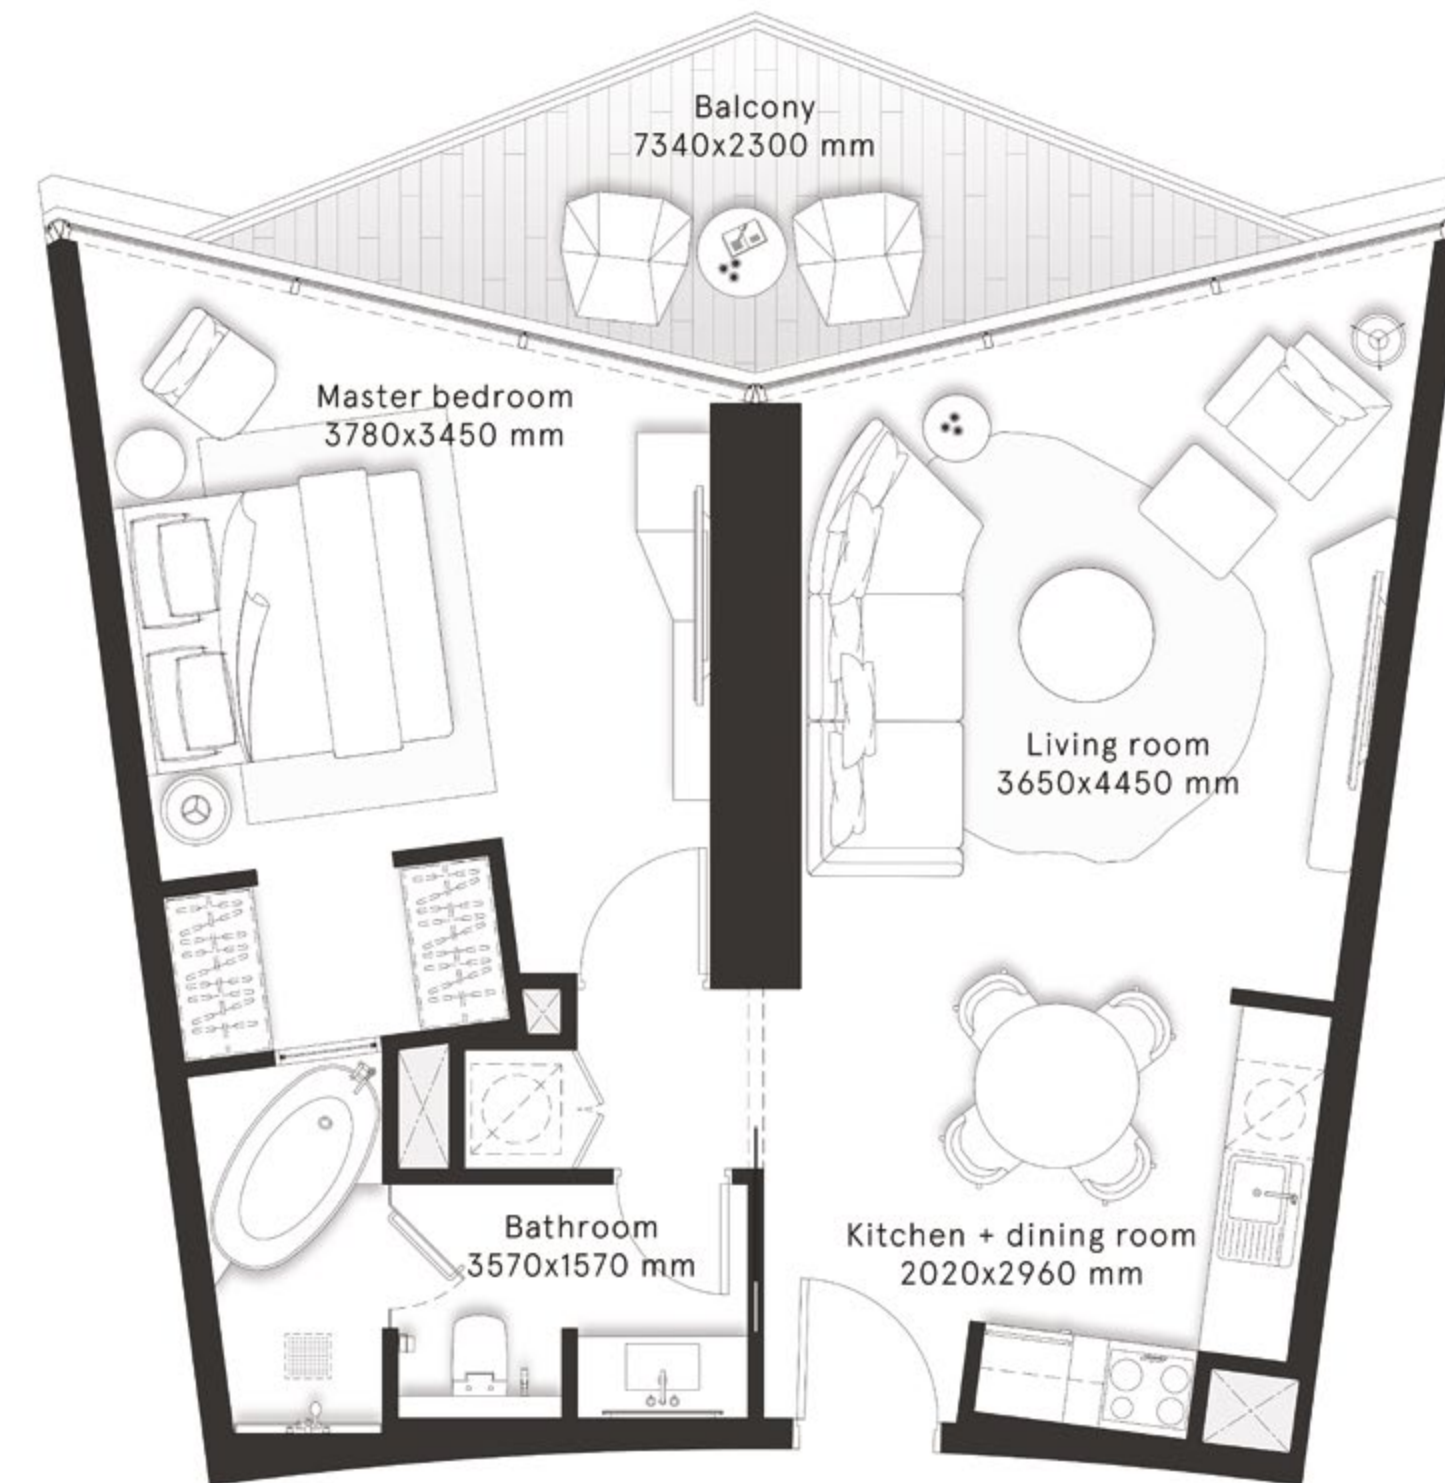 Balcony
7340x2300 mm
Master bedroom
3780x3450 mm
Living room
3650x4450 mm
Bathroom
3570x1570 mm
Kitchen + dining room
2020x2960 mm